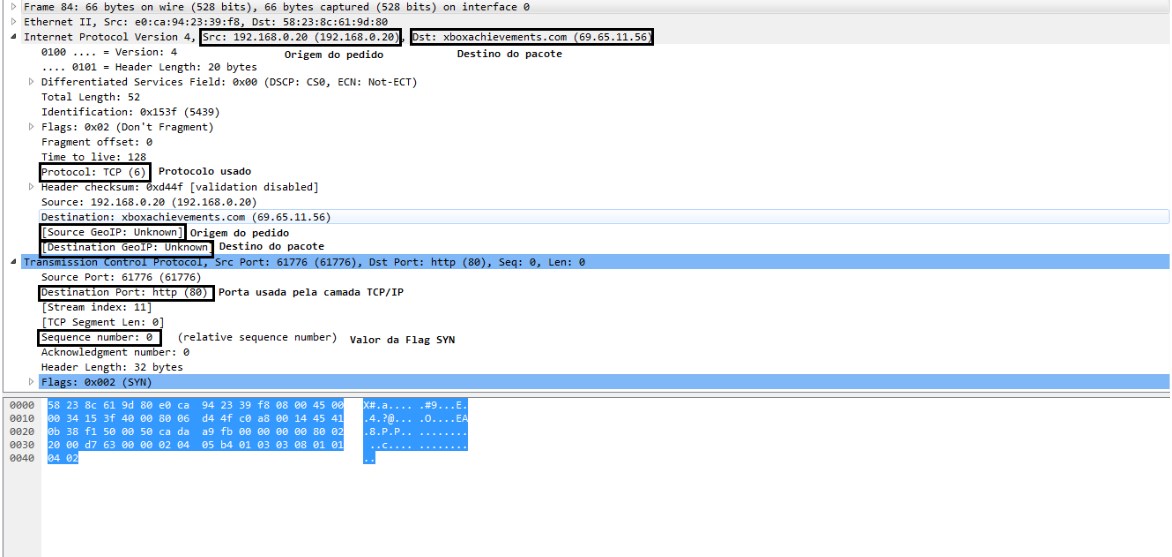 Frame 84: 66 bytes on wire (528 bits), 66 bytes captured (528 bits) on interface 0
Ethernet II, Src: e0:ca:94:23:39:f8, Dst: 58:23:8c:61:9d:80
Internet Protocol Version 4, Src: 192.168.0.20 (192.168.0.20), Dst: xboxachievements.com (69.65.11.56)
0100 .... = Version: 4 Origem do pedido Destino do pacote
.... 0101 = Header Length: 20 bytes
Differentiated Services Field: 0x00 (DSCP: CS0, ECN: Not-ECT)
Total Length: 52
Identification: 0x153f (5439)
Flags: 0x02 (Don't Fragment)
Fragment offset: 0
Time to live: 128
Protocol: TCP (6) Protocolo usado
Header checksum: 0xd44f [validation disabled]
Source: 192.168.0.20 (192.168.0.20)
Destination: xboxachievements.com (69.65.11.56)
[Source GeoIP: Unknown] Origem do pedido
[Destination GeoIP: Unknown] Destino do pacote
Transmission Control Protocol, Src Port: 61776 (61776), Dst Port: http (80), Seq: 0, Len: 0
Source Port: 61776 (61776)
Destination Port: http (80) Porta usada pela camada TCP/IP
[Stream index: 11]
[TCP Segment Len: 0]
Sequence number: 0 (relative sequence number) Valor da Flag SYN
Acknowledgment number: 0
Header Length: 32 bytes
Flags: 0x002 (SYN)
0000 58 23 8c 61 9d 80 e0 ca 94 23 39 f8 08 00 45 00 X#.a.... .#9...E.
0010 00 34 15 3f 40 00 80 06 d4 4f c0 a8 00 14 45 41 .4.?@... .O....EA
0020 0b 38 f1 50 00 50 ca da a9 fb 00 00 00 00 80 02 .8.P.P.. ........
0030 20 00 d7 63 00 00 02 04 05 b4 01 03 03 08 01 01 ..c.... ........
0040 04 02 ..